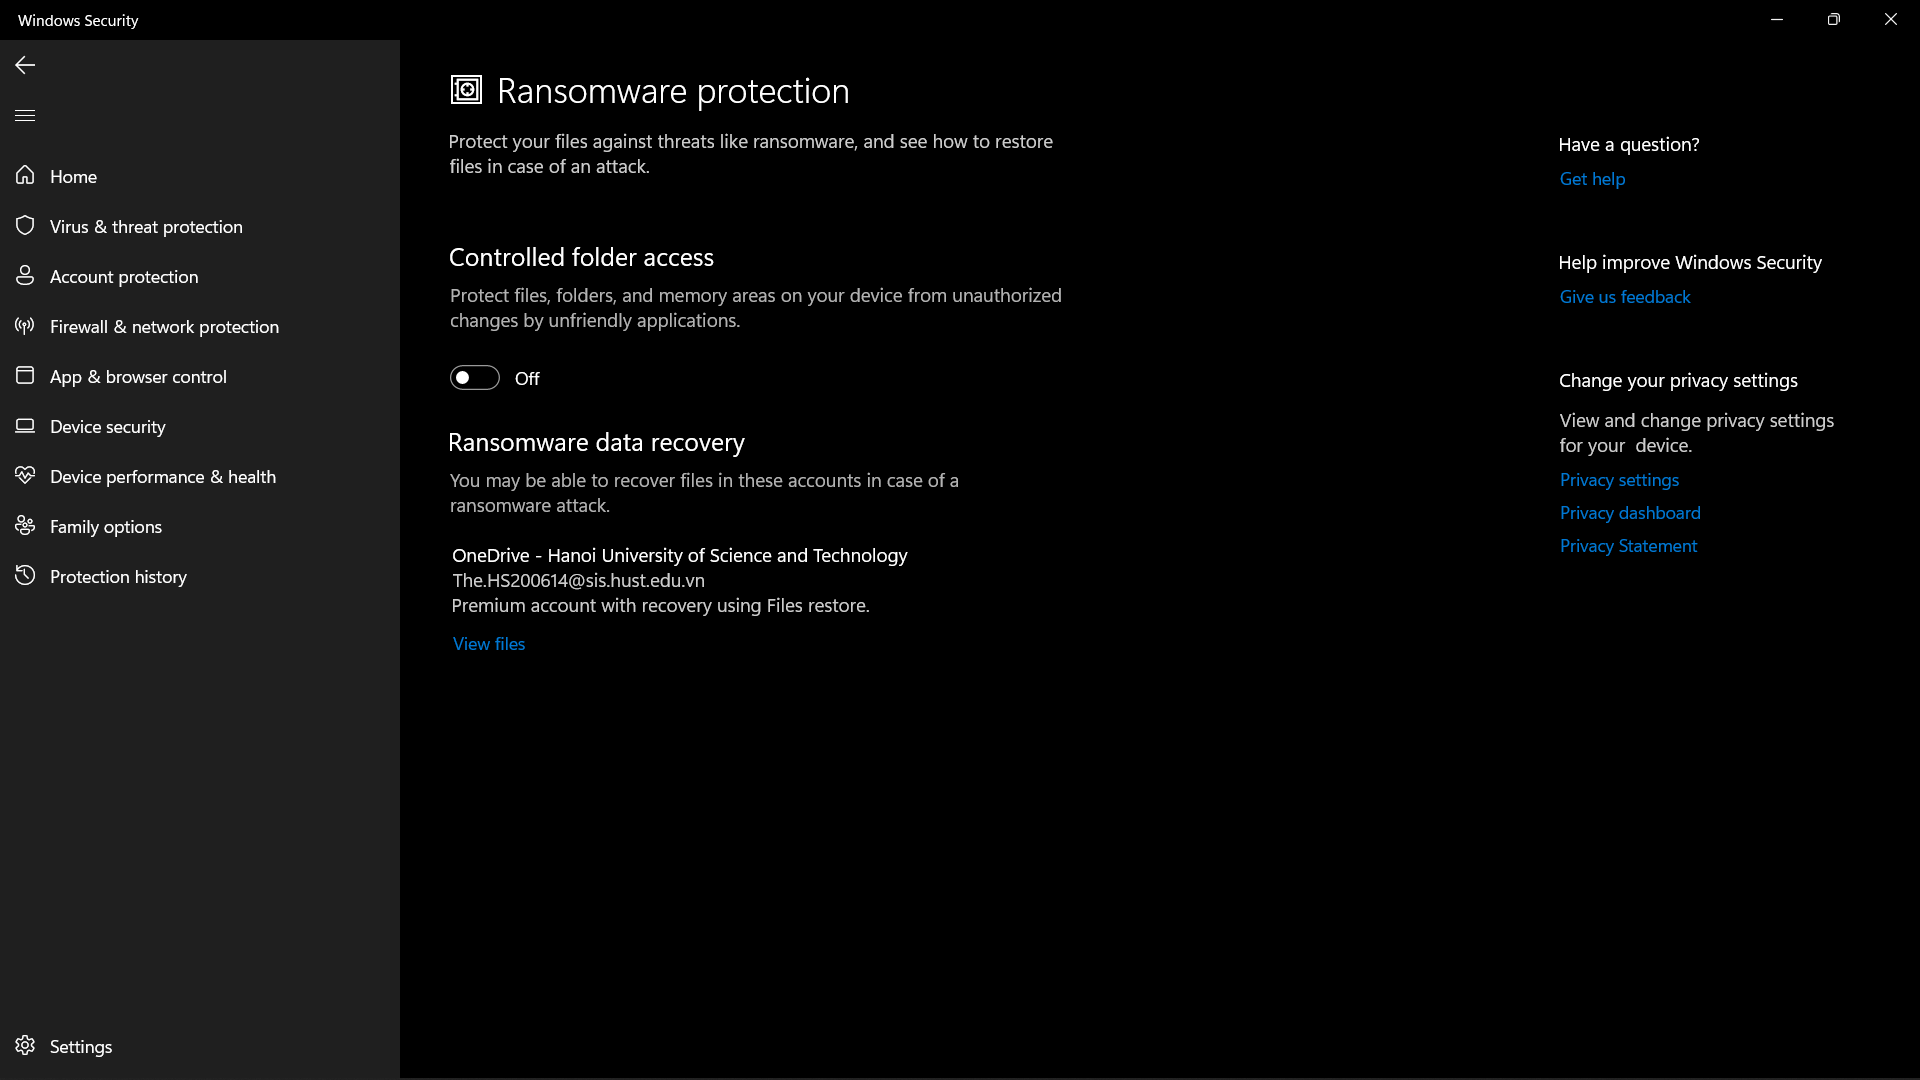 Windows Security
Home
Virus & threat protection
Account protection
Firewall & network protection
App & browser control
Device security
Device performance & health
Family options
Protection history
Settings
Ransomware protection
Protect your files against threats like ransomware, and see how to restore
files in case of an attack.
Controlled folder access
Protect files, folders, and memory areas on your device from unauthorized
changes by unfriendly applications.
Off
Ransomware data recovery
You may be able to recover files in these accounts in case of a
ransomware attack.
OneDrive - Hanoi University of Science and Technology
The.HS200614@sis.hust.edu.vn
Premium account with recovery using Files restore.
View files
Have a question?
Get help
Help improve Windows Security
Give us feedback
Change your privacy settings
View and change privacy settings
for your  device.
Privacy settings
Privacy dashboard
Privacy Statement